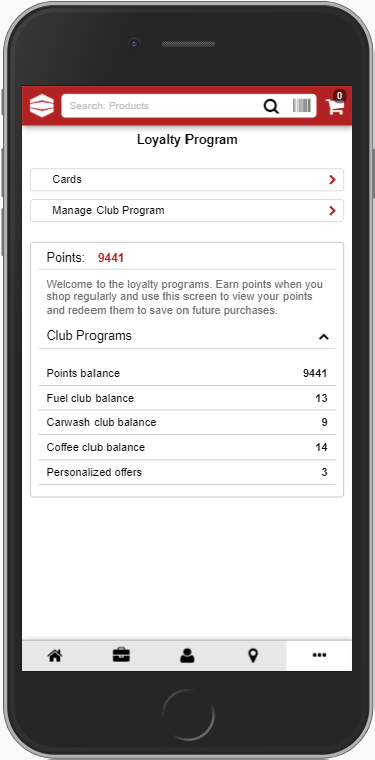 Search: Products
0
Loyalty Program
Cards
Manage Club Program
Points: 9441
Welcome to the loyalty programs. Earn points when you
shop regularly and use this screen to view your points
and redeem them to save on future purchases.
Club Programs
Points balance 9441
Fuel club balance 13
Carwash club balance 9
Coffee club balance 14
Personalized offers 3